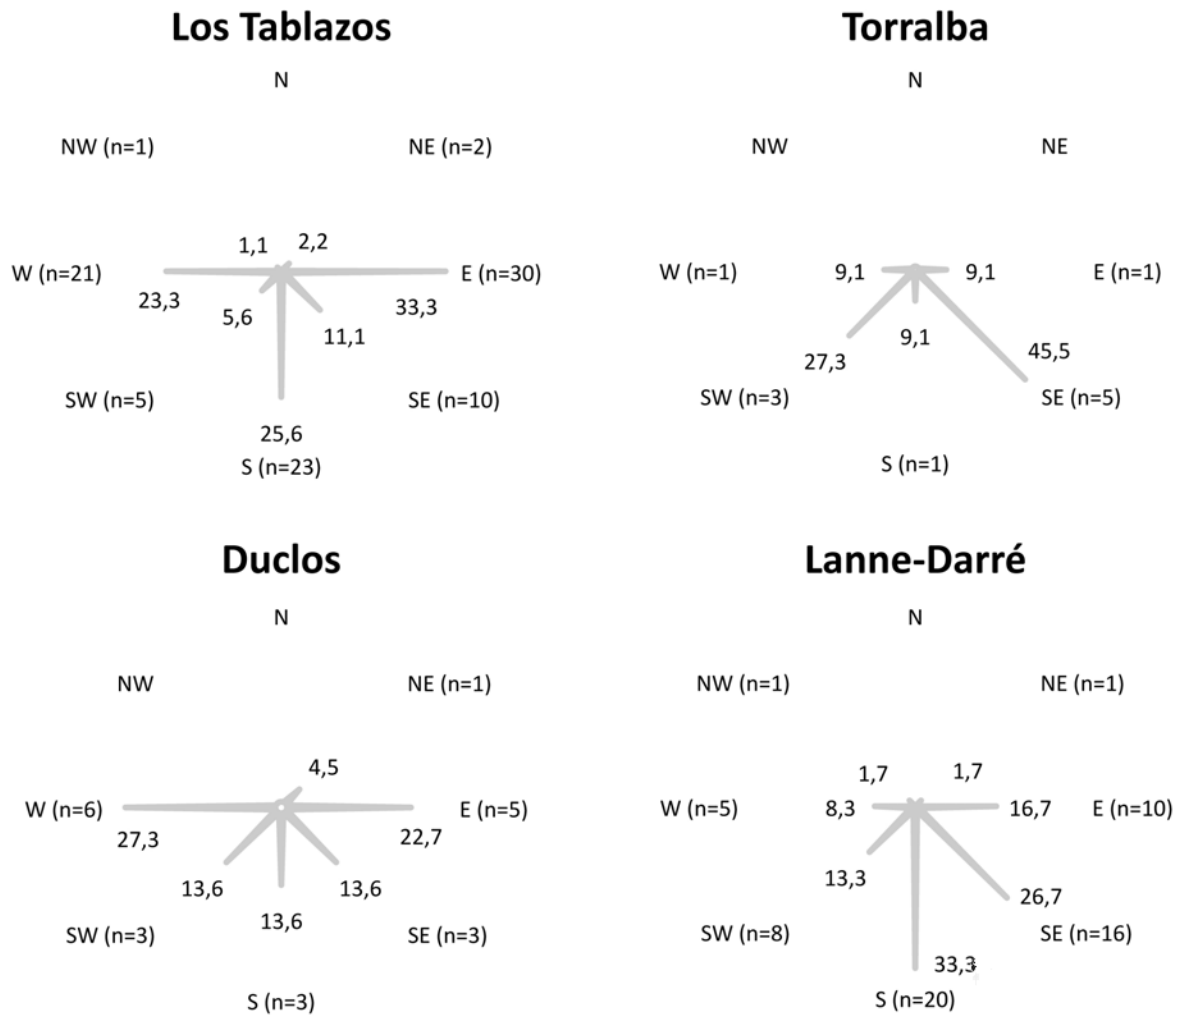 Los Tablazos
N
NW (n=1)
NE (n=2)
1,1
2,2
W (n=21)
E (n=30)
23,3
33,3
5,6
11,1
SW (n=5)
SE (n=10)
25,6
S (n=23)
Torralba
N
NW
NE
W (n=1)
9,1
9,1
E (n=1)
9,1
45,5
27,3
SW (n=3)
SE (n=5)
S (n=1)
Duclos
N
NW
NE (n=1)
4,5
W (n=6)
E (n=5)
27,3
22,7
13,6
13,6
13,6
SW (n=3)
SE (n=3)
S (n=3)
Lanne-Darré
N
NW (n=1)
NE (n=1)
1,7
1,7
W (n=5)
8,3
16,7
E (n=10)
13,3
26,7
SW (n=8)
SE (n=16)
33,3
S (n=20)